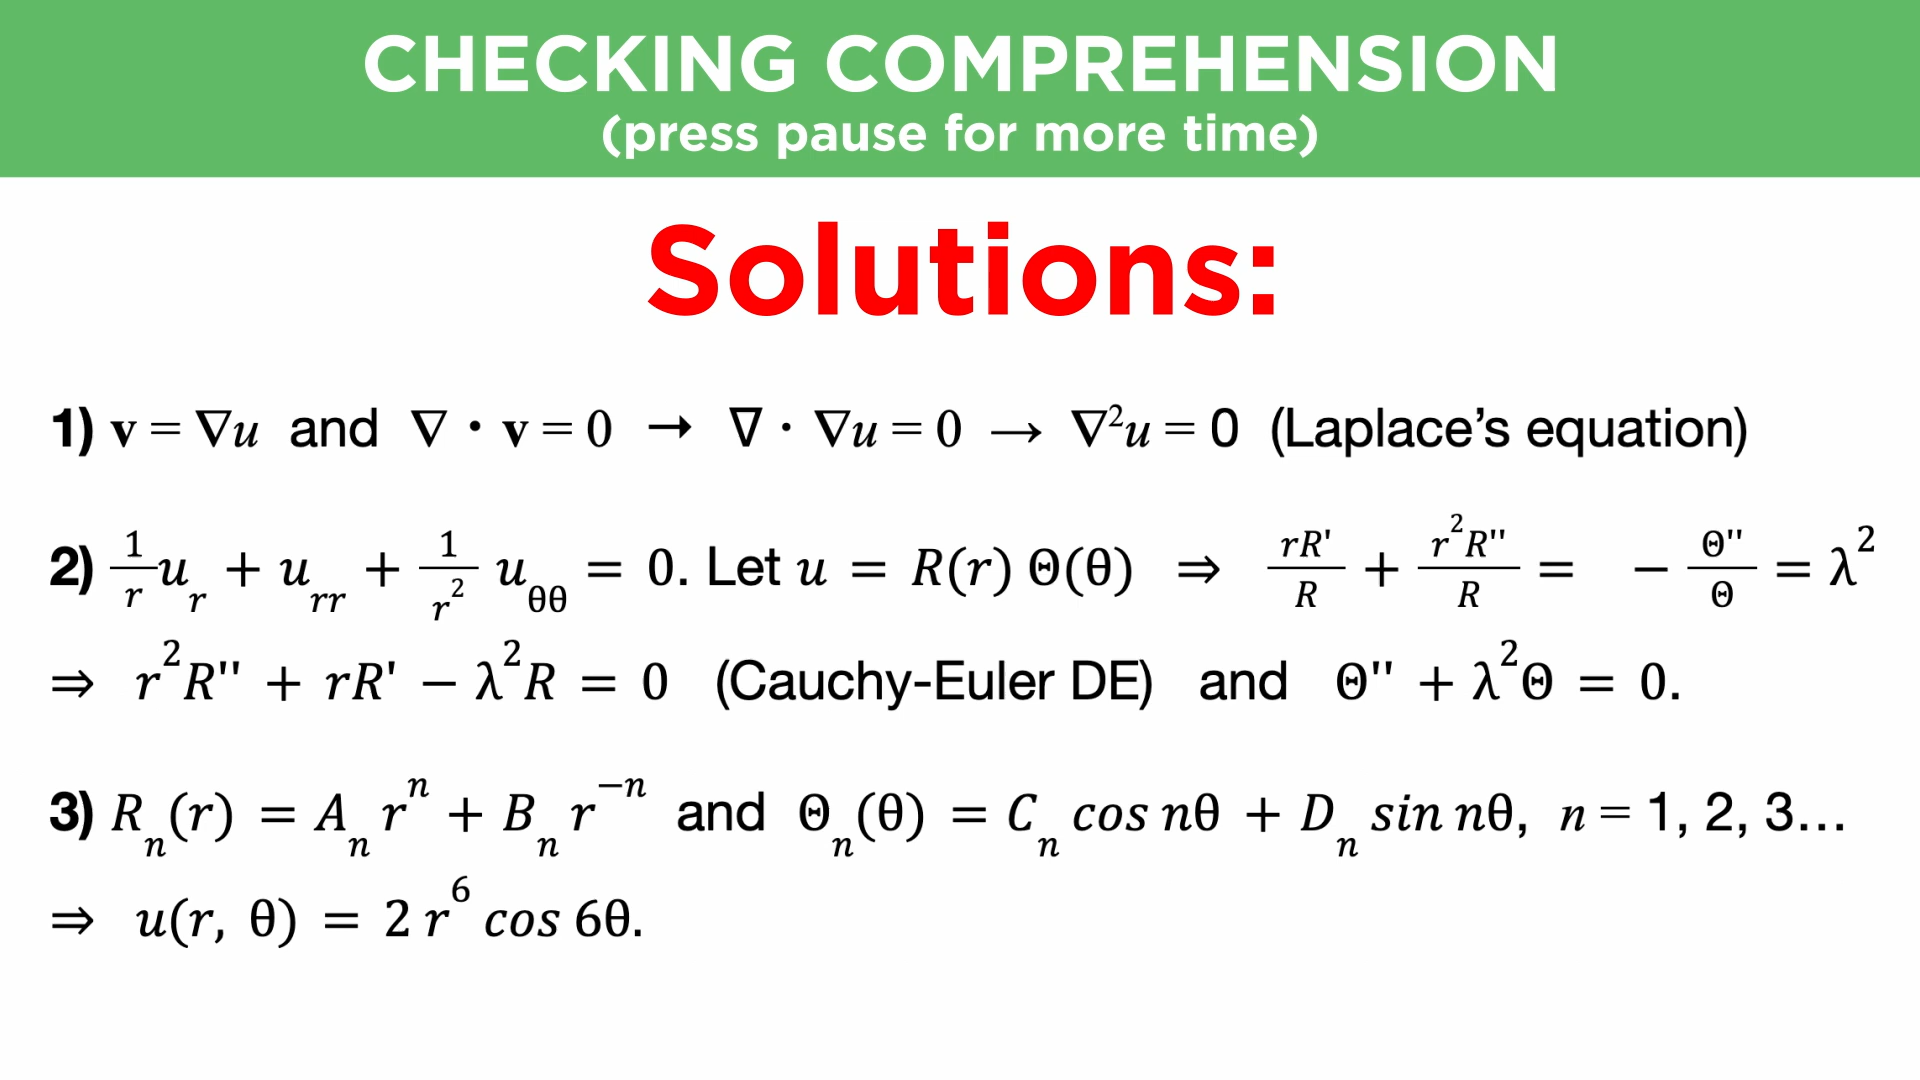 CHECKING COMPREHENSION
(press pause for more time)
Solutions:
1) v = ∇u and ∇ · v = 0 → ∇ · ∇u = 0 → ∇²u = 0 (Laplace’s equation)
2) 1/r u_r + u_rr + 1/r² u_θθ = 0. Let u = R(r) Θ(θ) ⇒ rR'/R + r²R''/R = − Θ''/Θ = λ²
⇒ r²R'' + rR' − λ²R = 0 (Cauchy-Euler DE) and Θ'' + λ²Θ = 0.
3) R_n(r) = A_n r^n + B_n r^−n and Θ_n(θ) = C_n cos nθ + D_n sin nθ, n = 1, 2, 3…
⇒ u(r, θ) = 2 r⁶ cos 6θ.